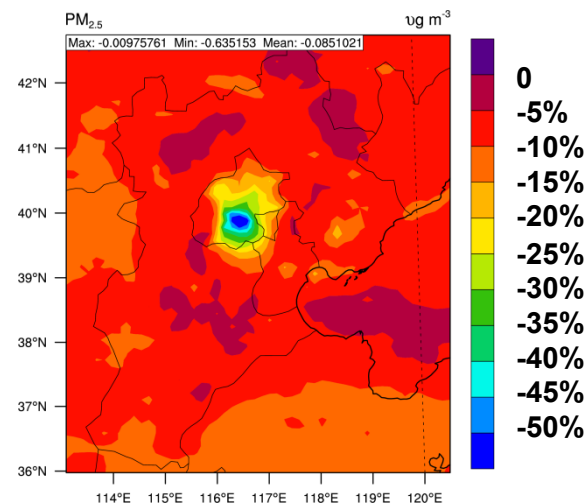 PM2.5 υg m-3
Max: -0.00975761 Min: -0.635153 Mean: -0.0851021
42°N
41°N
40°N
39°N
38°N
37°N
36°N
114°E 115°E 116°E 117°E 118°E 119°E 120°E
0
-5%
-10%
-15%
-20%
-25%
-30%
-35%
-40%
-45%
-50%